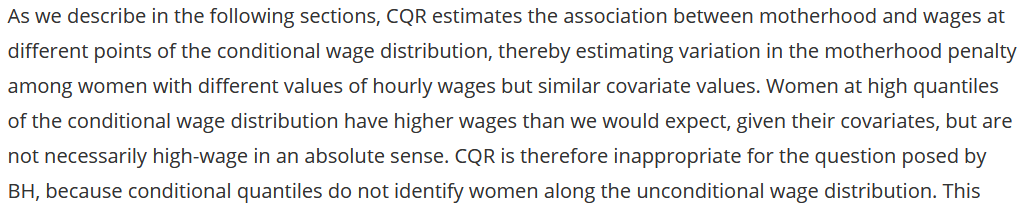 As we describe in the following sections, CQR estimates the association between motherhood and wages at
different points of the conditional wage distribution, thereby estimating variation in the motherhood penalty
among women with different values of hourly wages but similar covariate values. Women at high quantiles
of the conditional wage distribution have higher wages than we would expect, given their covariates, but are
not necessarily high-wage in an absolute sense. CQR is therefore inappropriate for the question posed by
BH, because conditional quantiles do not identify women along the unconditional wage distribution. This